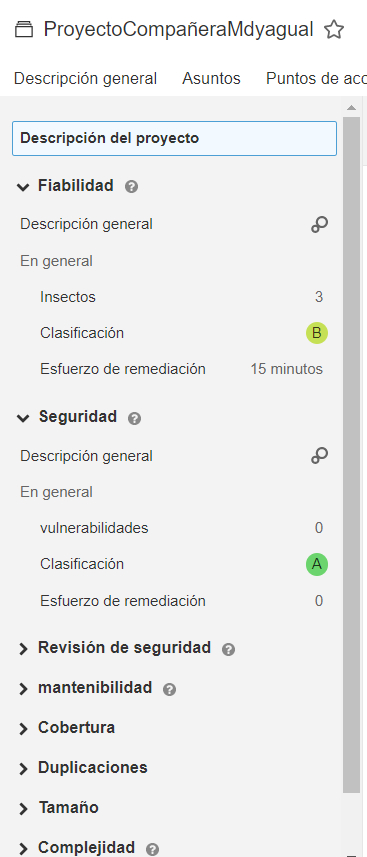 ProyectoCompañeraMdyagual
Descripción general Asuntos Puntos de acc
Descripción del proyecto
Fiabilidad ?
Descripción general
En general
Insectos 3
Clasificación B
Esfuerzo de remediación 15 minutos
Seguridad ?
Descripción general
En general
vulnerabilidades 0
Clasificación A
Esfuerzo de remediación 0
Revisión de seguridad ?
mantenibilidad ?
Cobertura
Duplicaciones
Tamaño
Complejidad ?